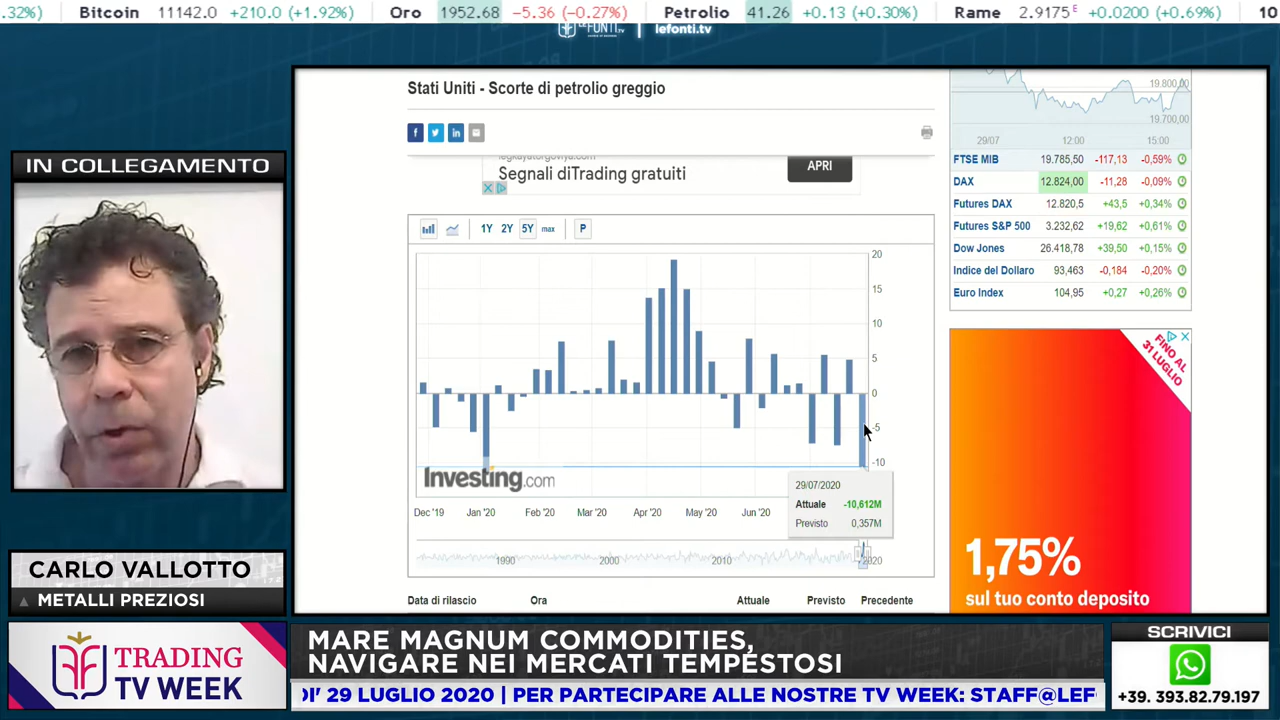 .32%) Bitcoin 11142.0 +210.0 (+1.92%) Oro 1952.68 -5.36 (-0.27%) Petrolio 41.26 +0.13 (+0.30%) Rame 2.9175E +0.0200 (+0.69%) 10
LEFONTI.TV | lefonti.tv
IN COLLEGAMENTO
Stati Uniti - Scorte di petrolio greggio
Segnali diTrading gratuiti
APRI
1Y 2Y 5Y max P
20
15
10
5
0
-5
-10
Investing.com
29/07/2020
Attuale -10,612M
Previsto 0,357M
Dec '19 Jan '20 Feb '20 Mar '20 Apr '20 May '20 Jun '20
1990 2000 2010 2020
Data di rilascio Ora Attuale Previsto Precedente
19.800,00
19.700,00
29/07 12:00 15:00
FTSE MIB 19.785,50 -117,13 -0,59%
DAX 12.824,00 -11,28 -0,09%
Futures DAX 12.820,5 +43,5 +0,34%
Futures S&P 500 3.232,62 +19,62 +0,61%
Dow Jones 26.418,78 +39,50 +0,15%
Indice del Dollaro 93,463 -0,184 -0,20%
Euro Index 104,95 +0,27 +0,26%
FINO AL
31 LUGLIO
1,75%
sul tuo conto deposito
CARLO VALLOTTO
METALLI PREZIOSI
TRADING
TV WEEK
MARE MAGNUM COMMODITIES,
NAVIGARE NEI MERCATI TEMPESTOSI
DI' 29 LUGLIO 2020 | PER PARTECIPARE ALLE NOSTRE TV WEEK: STAFF@LEF
SCRIVICI
+39. 393.82.79.197